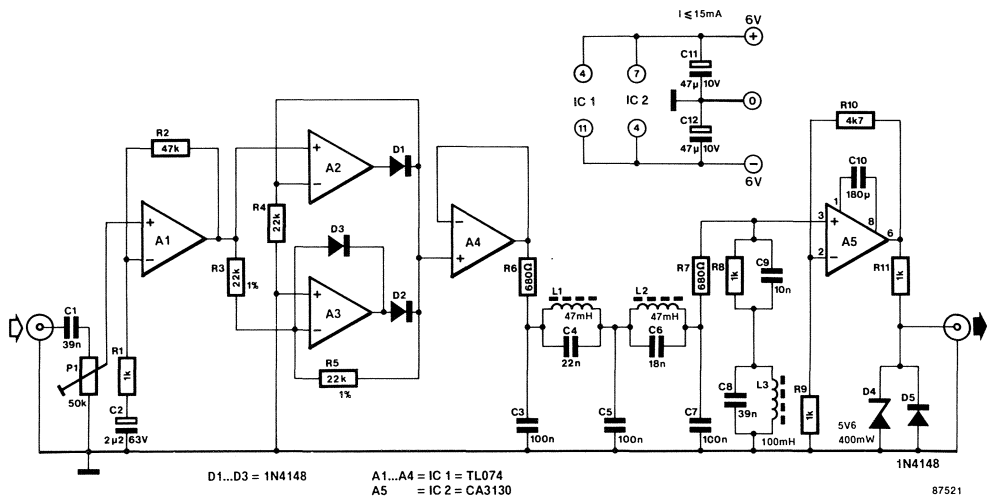 I ≤ 15mA
6V
+
C11
47µ 10V
4
7
IC 1
IC 2
0
11
4
C12
47µ 10V
−
6V
R10
4k7
C10
180µ
1
8
3
+
A5
6
2
−
R11
1k
R2
47k
+
A1
−
R3
22k
1%
R4
22k
+
A2
−
D1
D3
+
A3
−
D2
R5
22k
1%
−
A4
+
R6
680Ω
L1
47mH
C4
22n
L2
47mH
C6
18n
R7
680Ω
R8
1k
C9
10n
C1
39n
P1
50k
R1
1k
C2
2µ2 63V
C3
100n
C5
100n
C7
100n
C8
39n
L3
100mH
R9
1k
D4
5V6
400mW
D5
1N4148
D1...D3 = 1N4148
A1...A4 = IC 1 = TL074
A5 = IC 2 = CA3130
87521